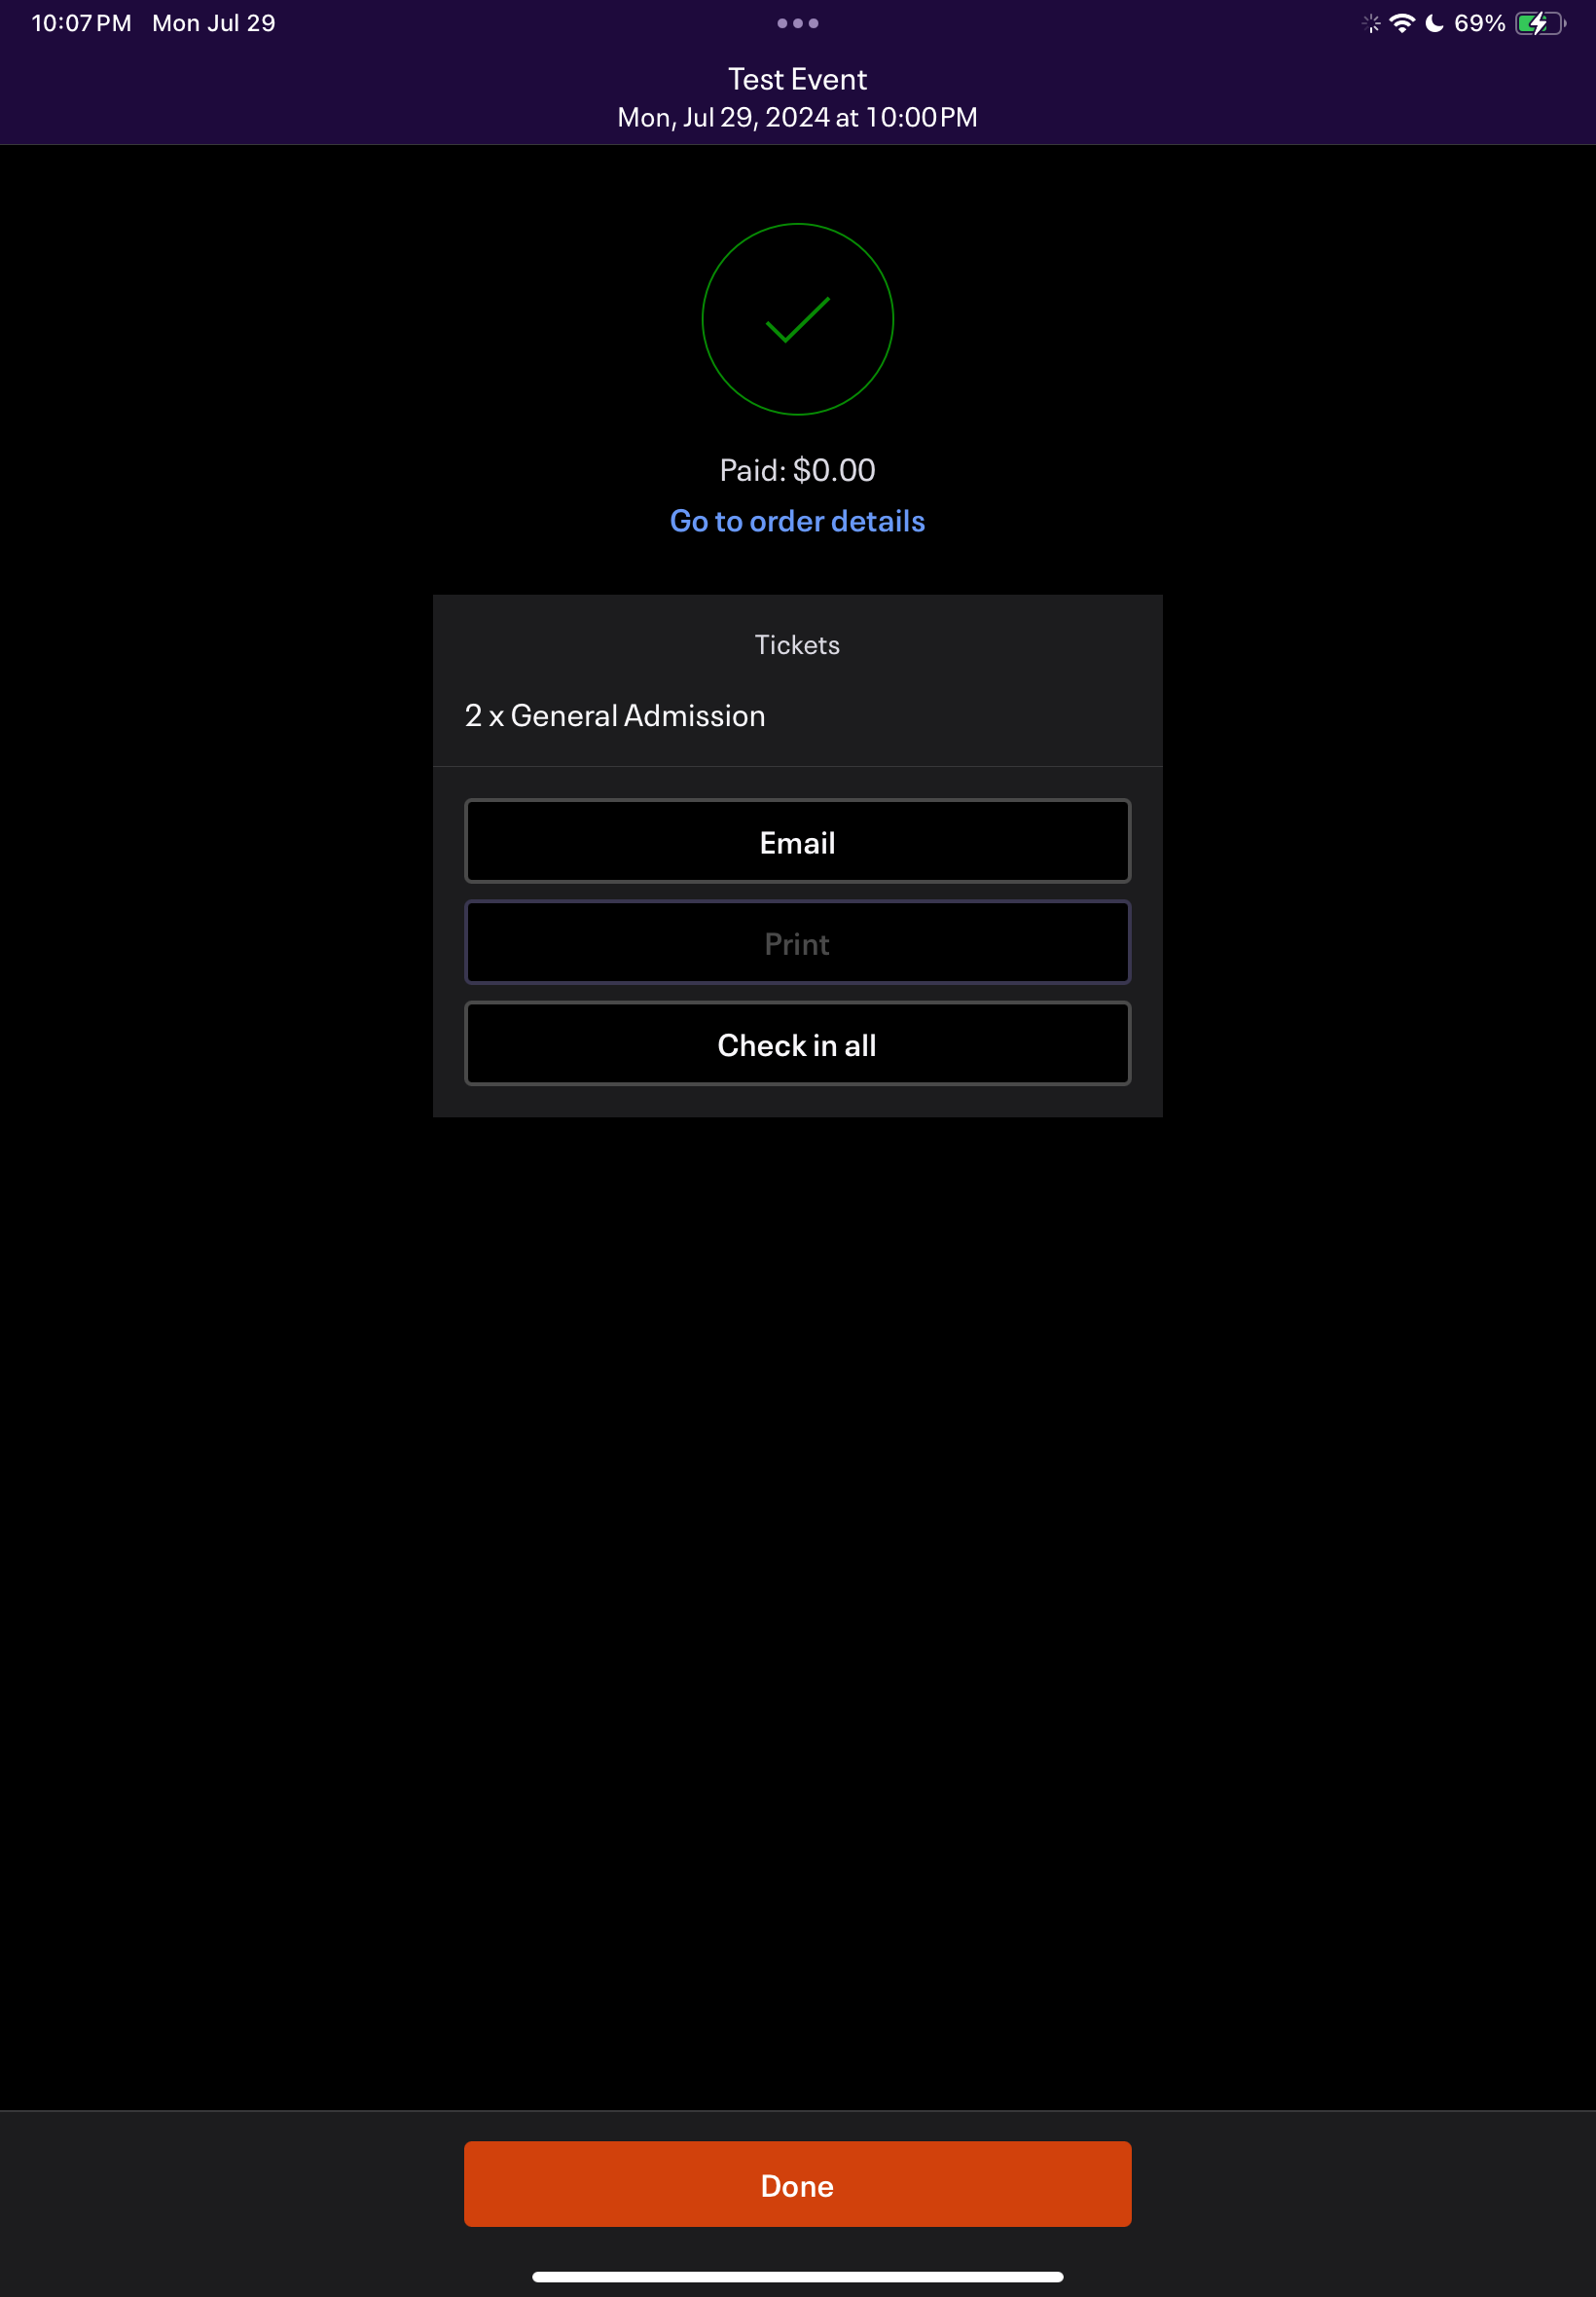 10:07 PM Mon Jul 29
69%
Test Event
Mon, Jul 29, 2024 at 10:00 PM
Paid: $0.00
Go to order details
Tickets
2 x General Admission
Email
Print
Check in all
Done